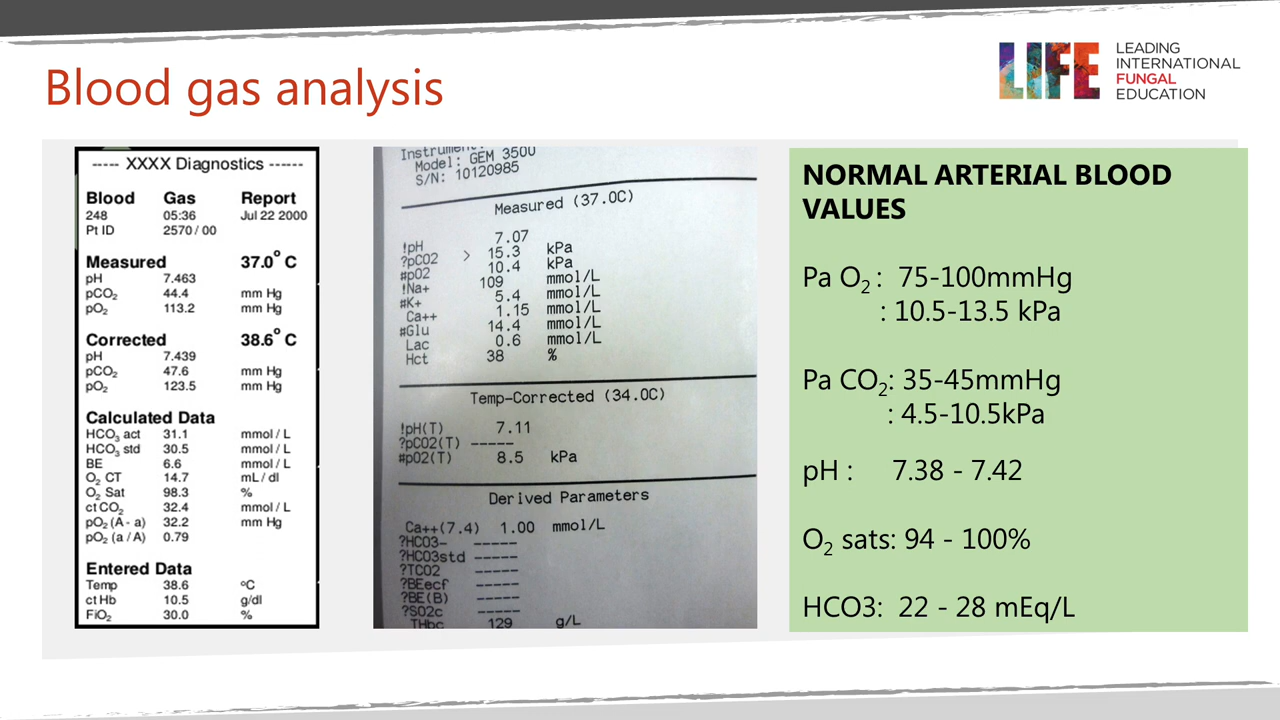 Blood gas analysis
LIFE
LEADING
INTERNATIONAL
FUNGAL
EDUCATION
----- XXXX Diagnostics ------
Blood Gas Report
248 05:36 Jul 22 2000
Pt ID 2570 / 00
Measured 37.0° C
pH 7.463
pCO₂ 44.4 mm Hg
pO₂ 113.2 mm Hg
Corrected 38.6° C
pH 7.439
pCO₂ 47.6 mm Hg
pO₂ 123.5 mm Hg
Calculated Data
HCO₃ act 31.1 mmol / L
HCO₃ std 30.5 mmol / L
BE 6.6 mmol / L
O₂ CT 14.7 mL / dl
O₂ Sat 98.3 %
ct CO₂ 32.4 mmol / L
pO₂ (A - a) 32.2 mm Hg
pO₂ (a / A) 0.79
Entered Data
Temp 38.6 ºC
ct Hb 10.5 g/dl
FiO₂ 30.0 %
Instrument
Model: GEM 3500
S/N: 10120985
Measured (37.0C)
!pH 7.07
?pCO2 > 15.3 kPa
#pO2 10.4 kPa
!Na+ 109 mmol/L
#K+ 5.4 mmol/L
Ca++ 1.15 mmol/L
#Glu 14.4 mmol/L
Lac 0.6 mmol/L
Hct 38 %
Temp-Corrected (34.0C)
!pH(T) 7.11
?pCO2(T) -----
#pO2(T) 8.5 kPa
Derived Parameters
Ca++(7.4) 1.00 mmol/L
?HCO3- -----
?HCO3std -----
?TCO2 -----
?BEecf -----
?BE(B) -----
?SO2c -----
THbc 129 g/L
NORMAL ARTERIAL BLOOD
VALUES
Pa O₂ : 75-100mmHg
: 10.5-13.5 kPa
Pa CO₂: 35-45mmHg
: 4.5-10.5kPa
pH : 7.38 - 7.42
O₂ sats: 94 - 100%
HCO3: 22 - 28 mEq/L